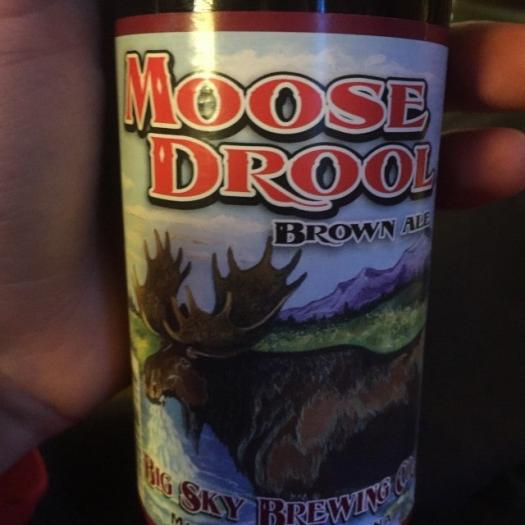 MOOSE
DROOL
BROWN ALE
BIG SKY BREWING CO